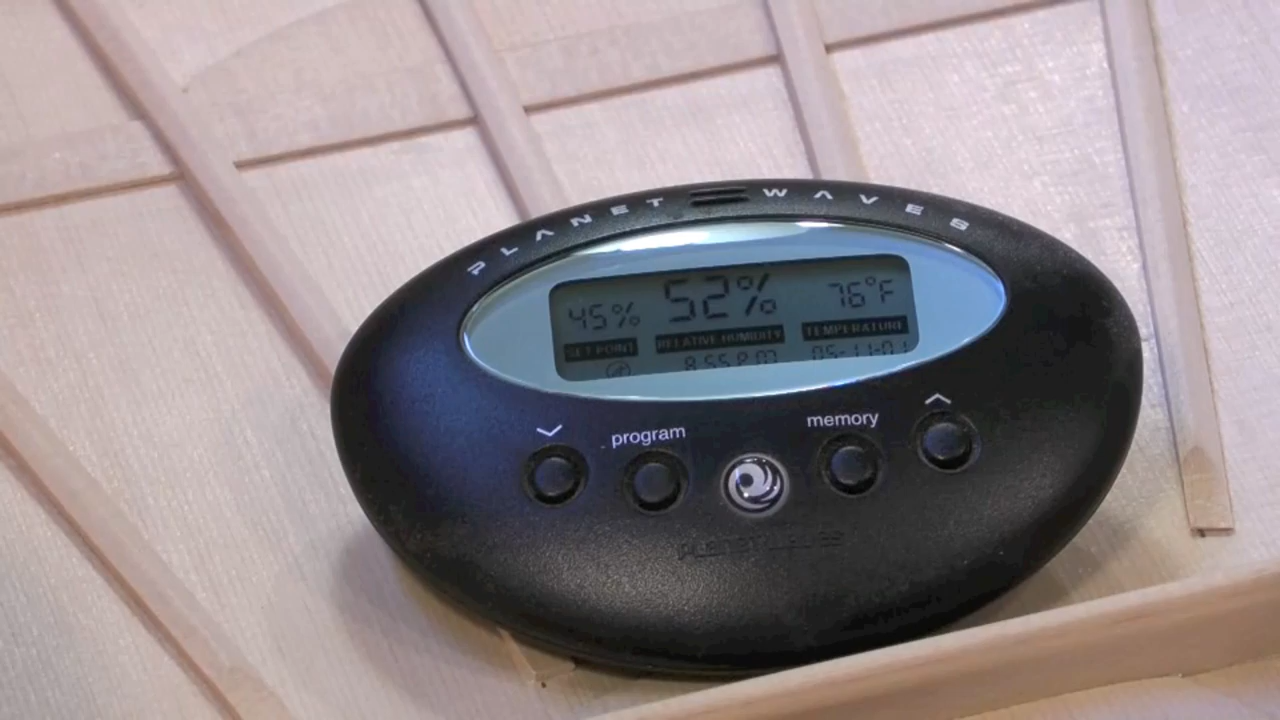 PLANET WAVES
45% 52% 76°F
SET POINT RELATIVE HUMIDITY TEMPERATURE
program memory